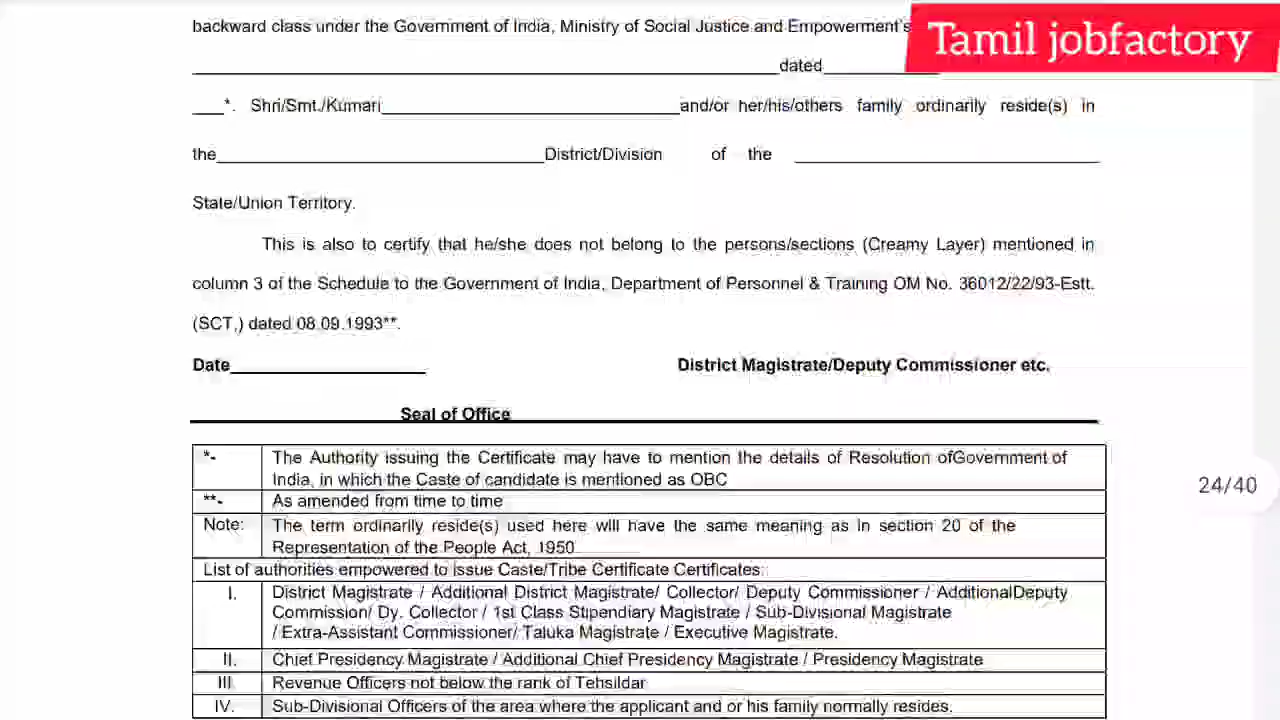 backward class under the Government of India, Ministry of Social Justice and Empowerment's
Tamil jobfactory
____________________dated__________
___*. Shri/Smt./Kumari____________________and/or her/his/others family ordinarily reside(s) in
the____________________District/Division of the ____________________
State/Union Territory.
This is also to certify that he/she does not belong to the persons/sections (Creamy Layer) mentioned in
column 3 of the Schedule to the Government of India, Department of Personnel & Training OM No. 36012/22/93-Estt.
(SCT,) dated 08.09.1993**.
Date____________________ District Magistrate/Deputy Commissioner etc.
Seal of Office
*- The Authority issuing the Certificate may have to mention the details of Resolution ofGovernment of
India, in which the Caste of candidate is mentioned as OBC
**- As amended from time to time
Note: The term ordinarily reside(s) used here will have the same meaning as in section 20 of the
Representation of the People Act, 1950
List of authorities empowered to issue Caste/Tribe Certificate Certificates:
24/40
I. District Magistrate / Additional District Magistrate/ Collector/ Deputy Commissioner / AdditionalDeputy
Commission/ Dy. Collector / 1st Class Stipendiary Magistrate / Sub-Divisional Magistrate
/ Extra-Assistant Commissioner/ Taluka Magistrate / Executive Magistrate.
II. Chief Presidency Magistrate / Additional Chief Presidency Magistrate / Presidency Magistrate
III Revenue Officers not below the rank of Tehsildar
IV. Sub-Divisional Officers of the area where the applicant and or his family normally resides.